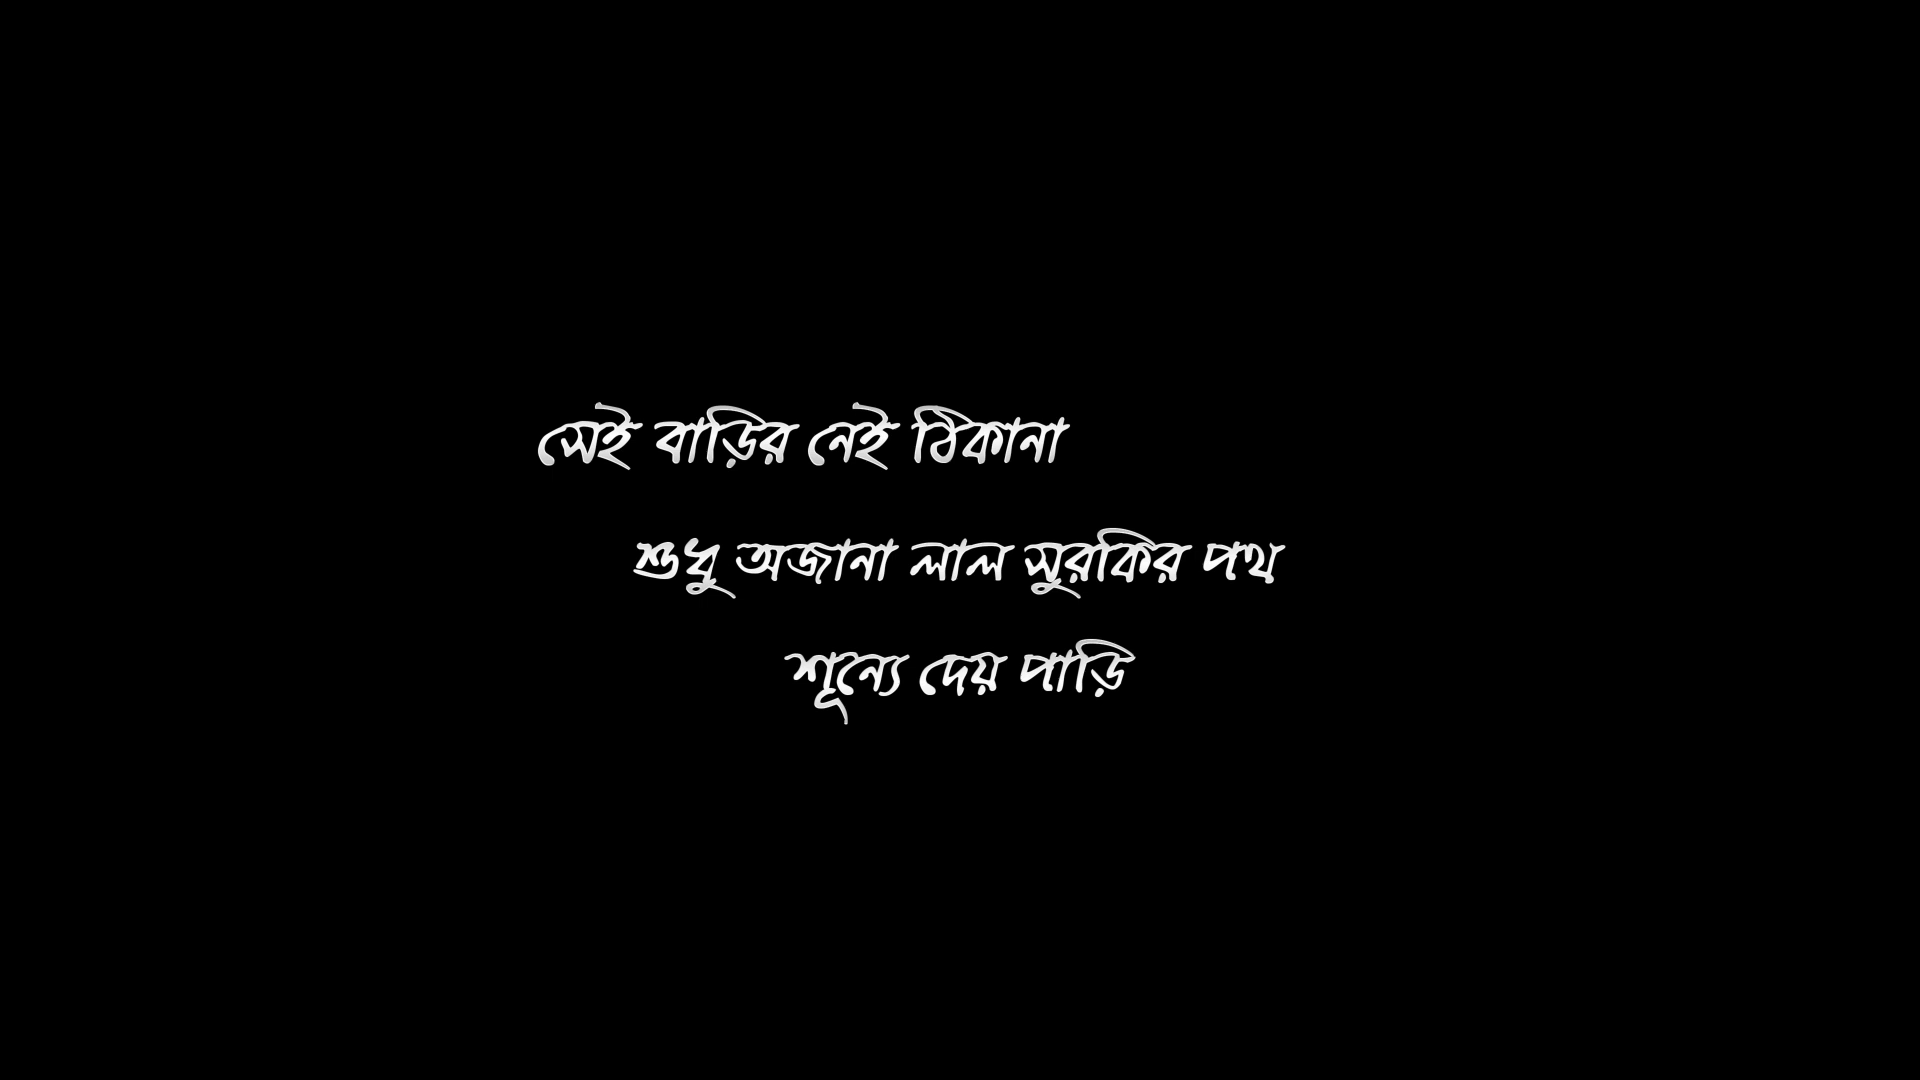 সেই বাড়ির নেই ঠিকানা
শুধু অজানা লাল সুরকির পথ
শূন্যে দেয় পাড়ি